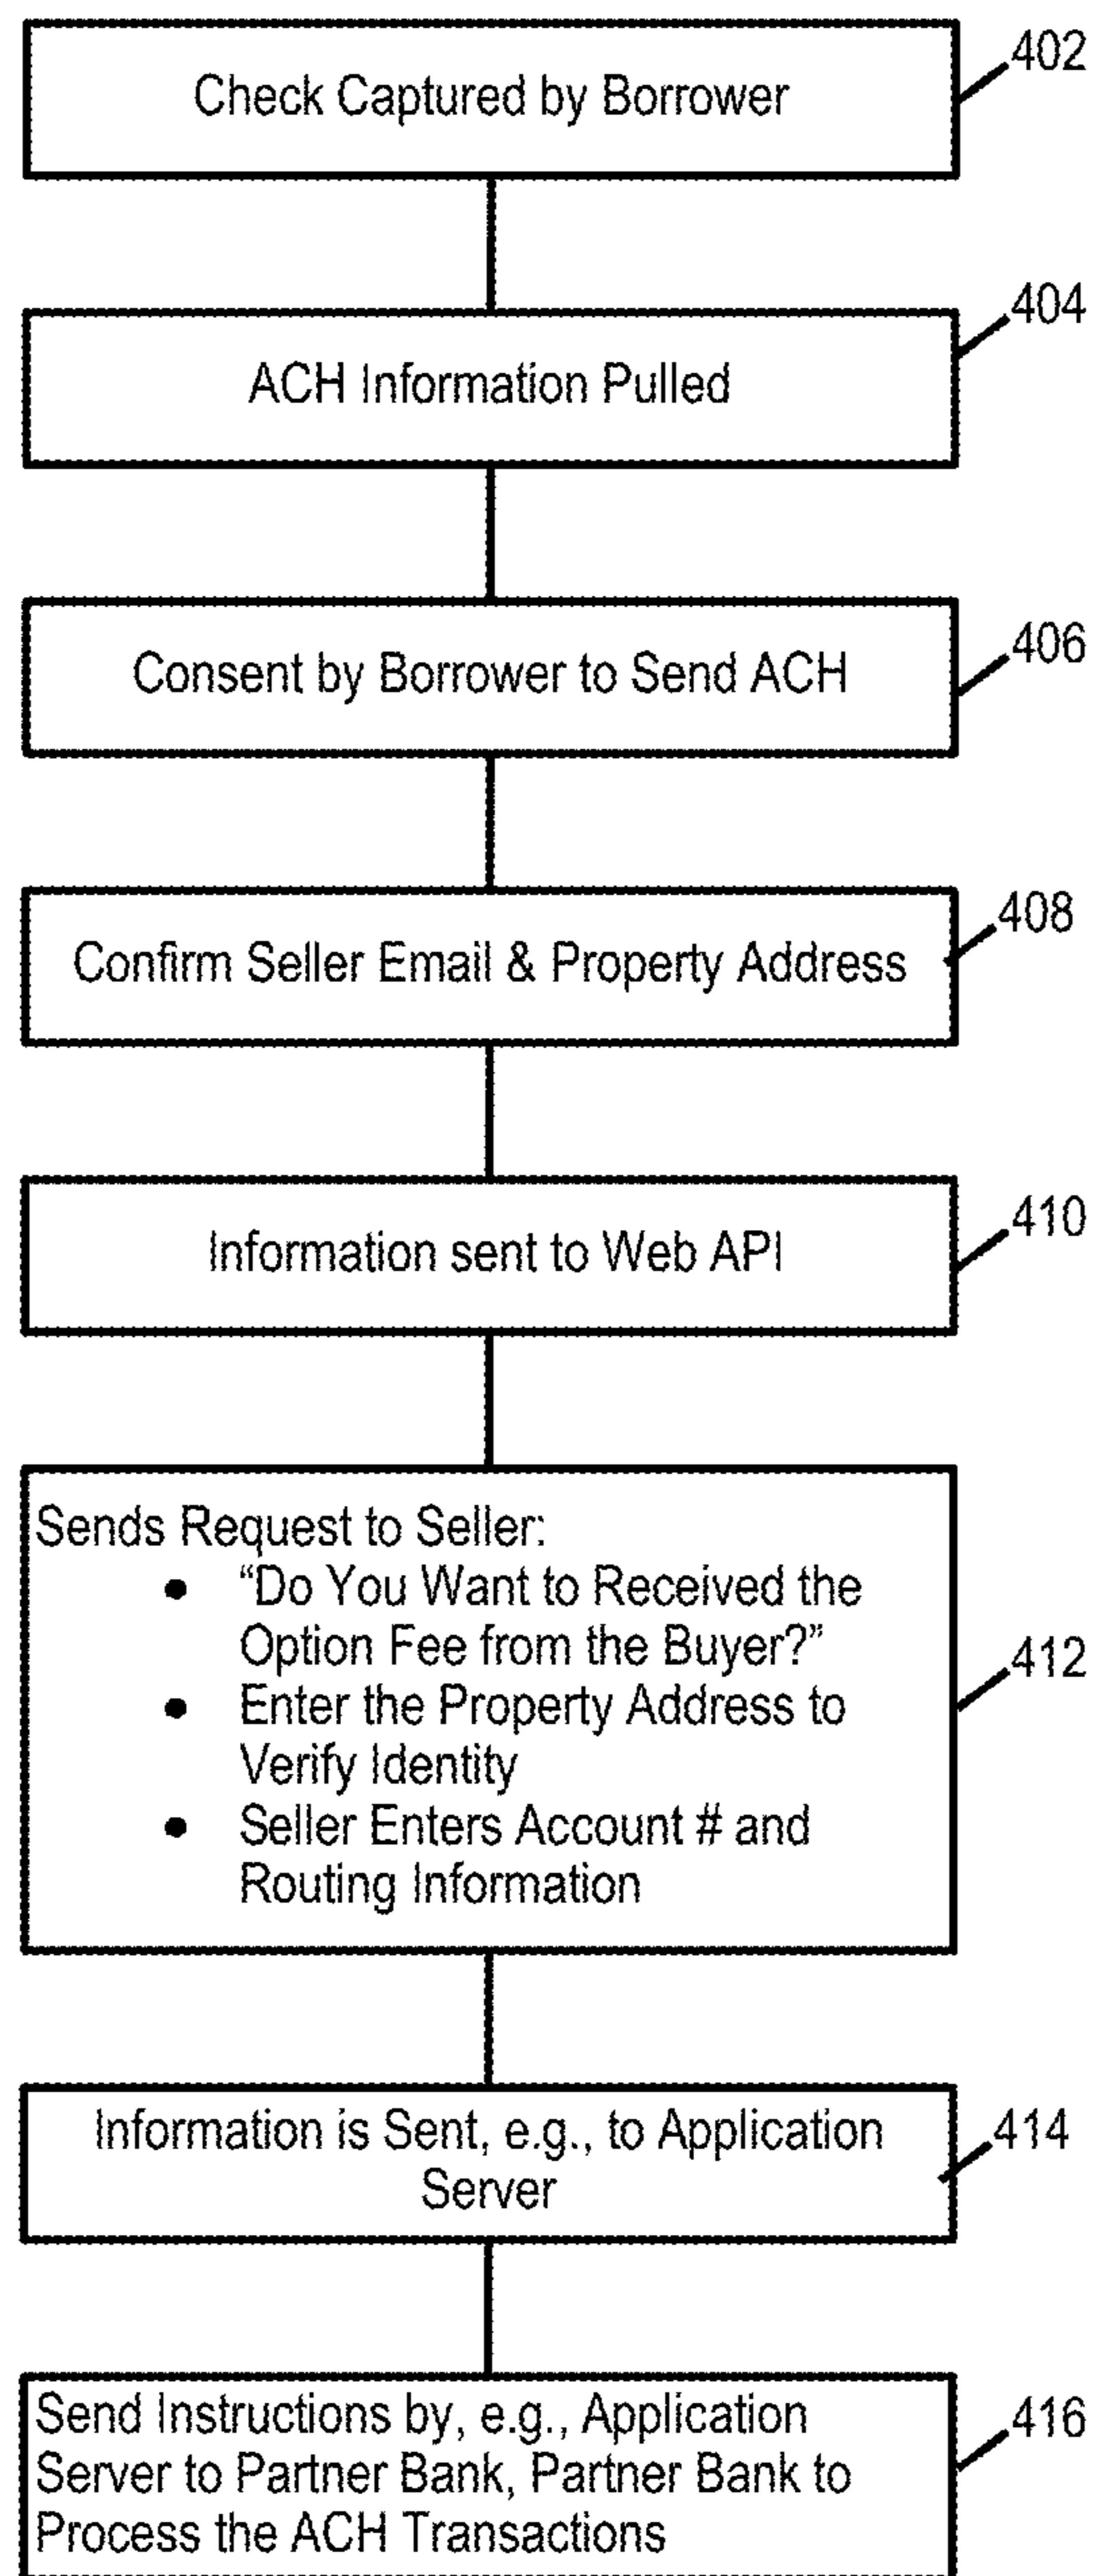 Check Captured by Borrower
402
ACH Information Pulled
404
Consent by Borrower to Send ACH
406
Confirm Seller Email & Property Address
408
Information sent to Web API
410
Sends Request to Seller:
• “Do You Want to Received the
Option Fee from the Buyer?”
• Enter the Property Address to
Verify Identity
• Seller Enters Account # and
Routing Information
412
Information is Sent, e.g., to Application
Server
414
Send Instructions by, e.g., Application
Server to Partner Bank, Partner Bank to
Process the ACH Transactions
416